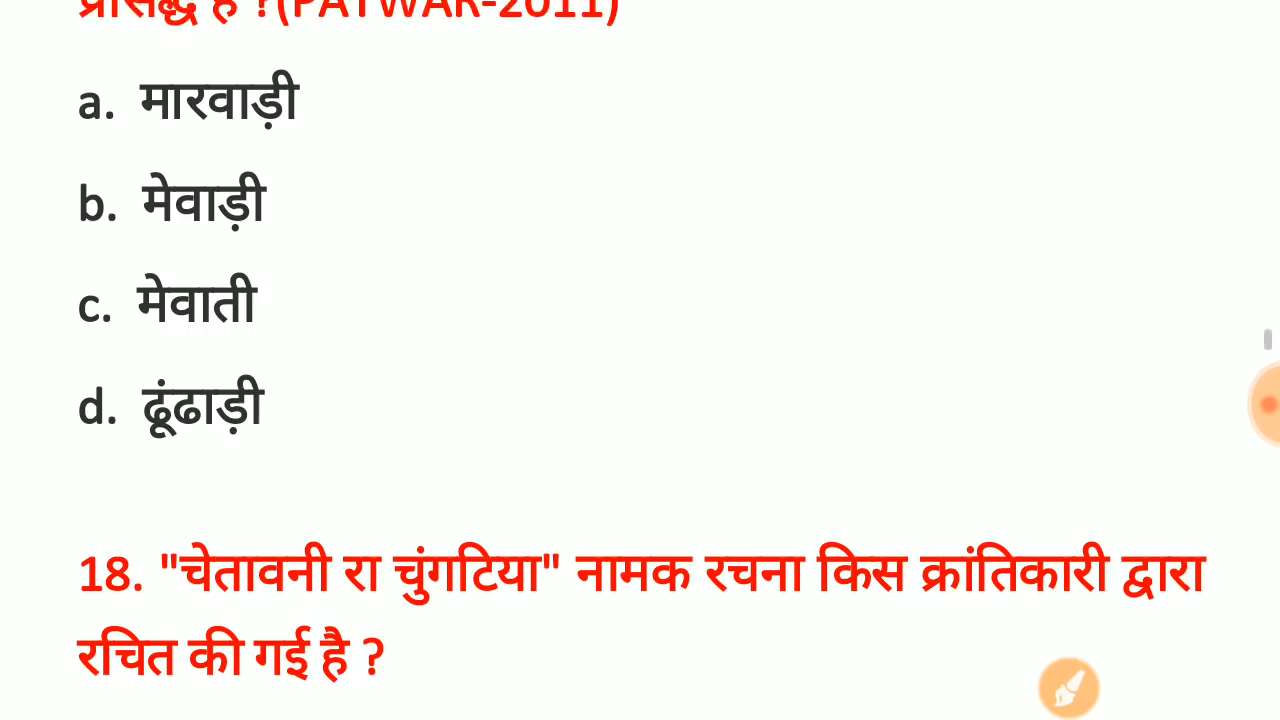 प्रसिद्ध है ?(PATWAR-2011)
a. मारवाड़ी
b. मेवाड़ी
c. मेवाती
d. ढूंढाड़ी
18. "चेतावनी रा चुंगटिया" नामक रचना किस क्रांतिकारी द्वारा
रचित की गई है ?